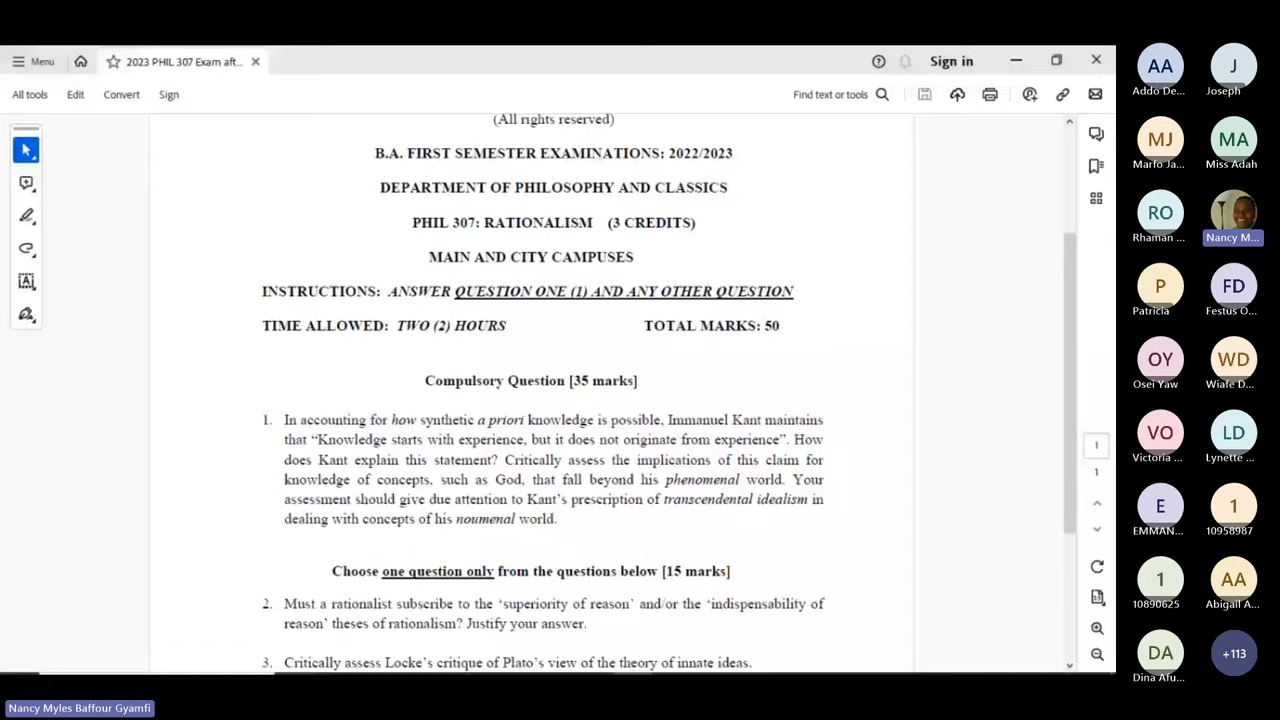 Menu
2023 PHIL 307 Exam aft...
Sign in
All tools
Edit
Convert
Sign
Find text or tools
(All rights reserved)
B.A. FIRST SEMESTER EXAMINATIONS: 2022/2023
DEPARTMENT OF PHILOSOPHY AND CLASSICS
PHIL 307: RATIONALISM (3 CREDITS)
MAIN AND CITY CAMPUSES
INSTRUCTIONS: ANSWER QUESTION ONE (1) AND ANY OTHER QUESTION
TIME ALLOWED: TWO (2) HOURS TOTAL MARKS: 50
Compulsory Question [35 marks]
1. In accounting for how synthetic a priori knowledge is possible, Immanuel Kant maintains
that “Knowledge starts with experience, but it does not originate from experience”. How
does Kant explain this statement? Critically assess the implications of this claim for
knowledge of concepts, such as God, that fall beyond his phenomenal world. Your
assessment should give due attention to Kant’s prescription of transcendental idealism in
dealing with concepts of his noumenal world.
Choose one question only from the questions below [15 marks]
2. Must a rationalist subscribe to the ‘superiority of reason’ and/or the ‘indispensability of
reason’ theses of rationalism? Justify your answer.
3. Critically assess Locke’s critique of Plato’s view of the theory of innate ideas.
1
1
AA
Addo De...
J
Joseph
MJ
Marfo Ja...
MA
Miss Adah
RO
Rhaman ...
Nancy M...
P
Patricia
FD
Festus O...
OY
Osei Yaw
WD
Wiafe D...
VO
Victoria ...
LD
Lynette ...
E
EMMAN...
1
10958987
1
10890625
AA
Abigail A...
DA
Dina Afu...
+113
Nancy Myles Baffour Gyamfi